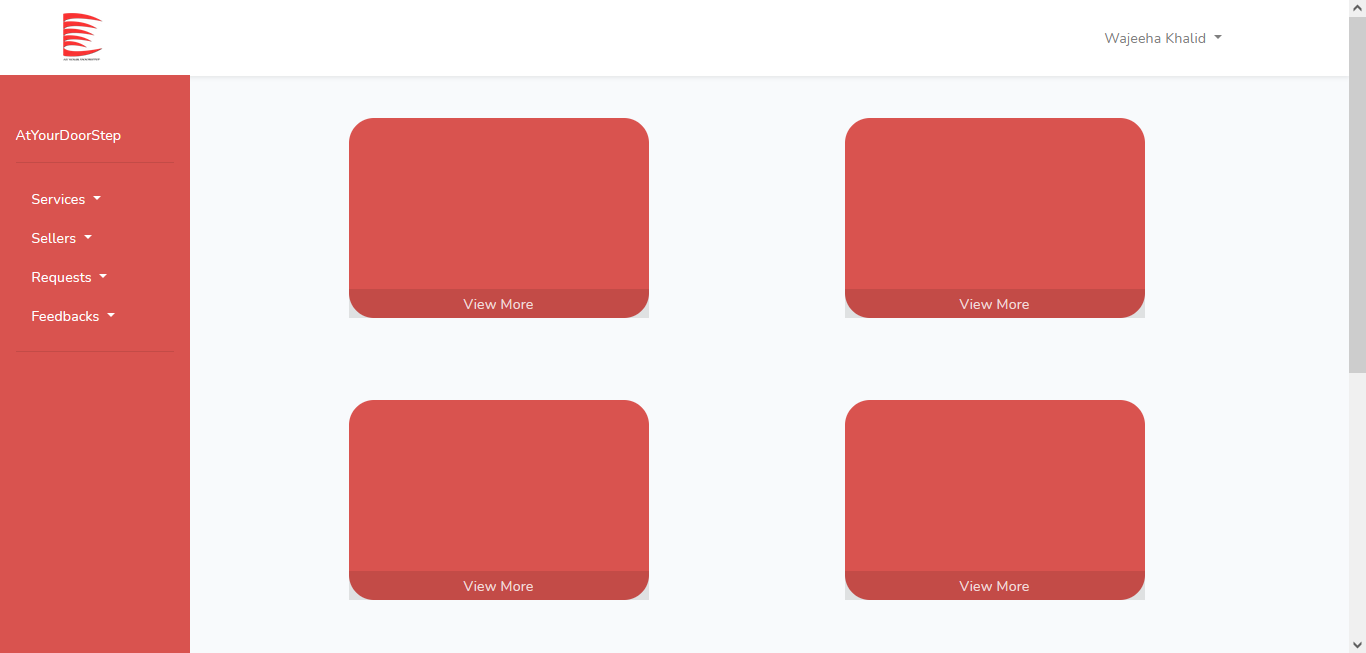 Wajeeha Khalid
AtYourDoorStep
Services
Sellers
Requests
Feedbacks
View More
View More
View More
View More